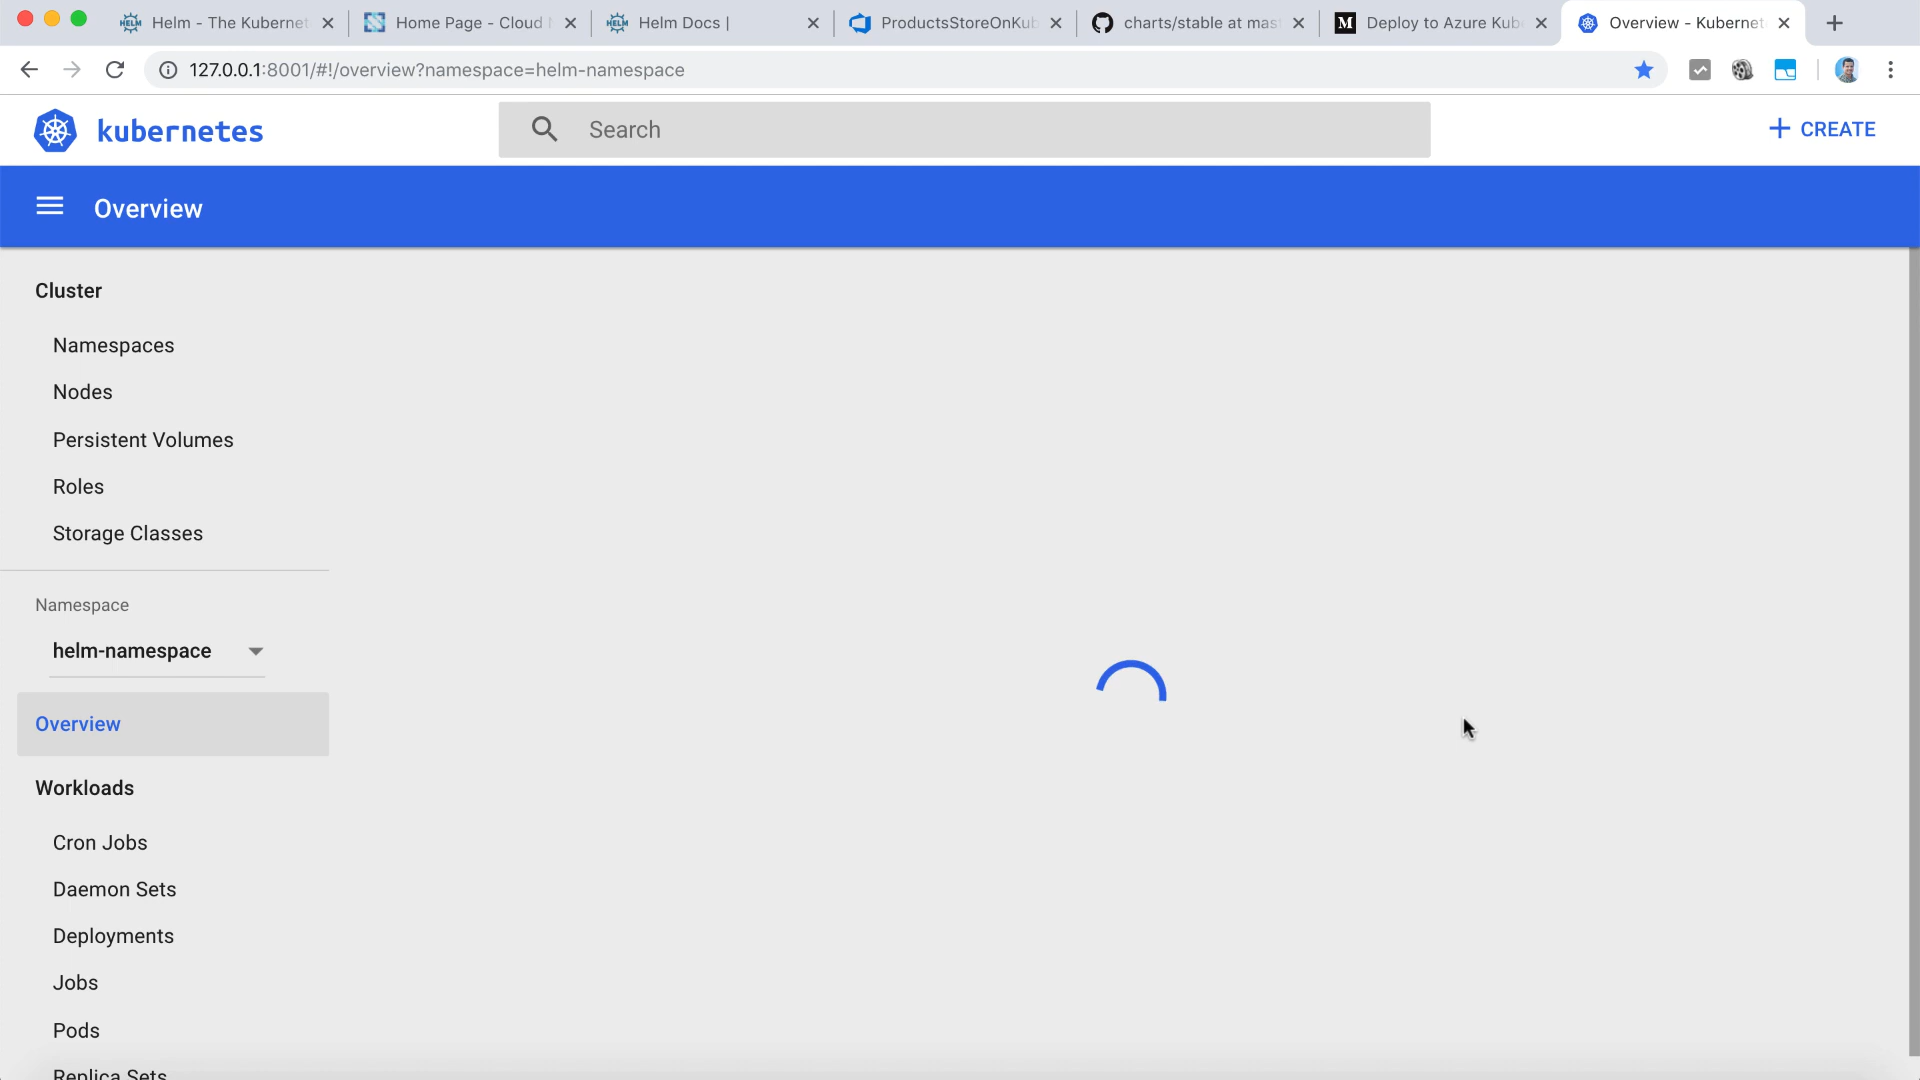 Helm - The Kubernet
Home Page - Cloud
Helm Docs |
ProductsStoreOnKub
charts/stable at mas
Deploy to Azure Kub
Overview - Kubernet
127.0.0.1:8001/#!/overview?namespace=helm-namespace
kubernetes
Search
CREATE
Overview
Cluster
Namespaces
Nodes
Persistent Volumes
Roles
Storage Classes
Namespace
helm-namespace
Overview
Workloads
Cron Jobs
Daemon Sets
Deployments
Jobs
Pods
Replica Sets